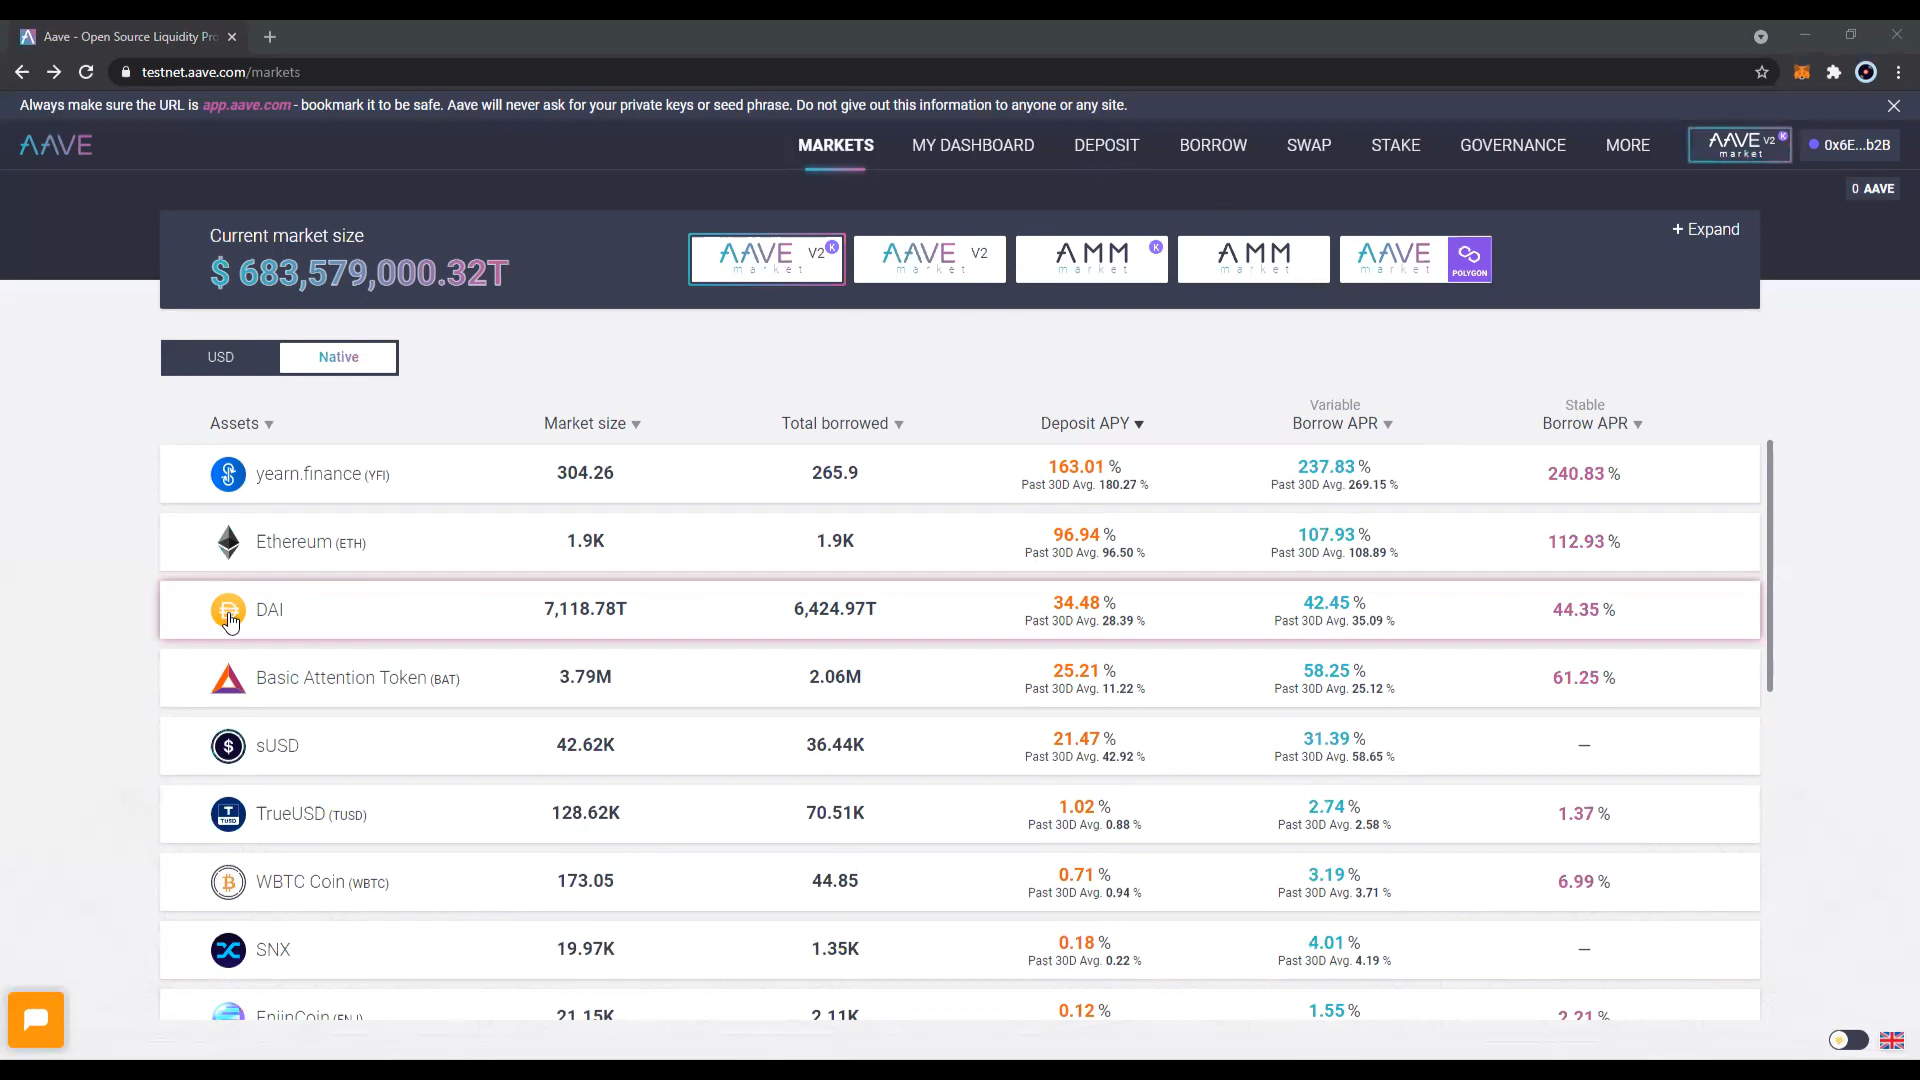 Aave - Open Source Liquidity Pro
testnet.aave.com/markets
Always make sure the URL is app.aave.com - bookmark it to be safe. Aave will never ask for your private keys or seed phrase. Do not give out this information to anyone or any site.
AAVE
MARKETS
MY DASHBOARD
DEPOSIT
BORROW
SWAP
STAKE
GOVERNANCE
MORE
AAVE V2 K
market
0x6E...b2B
0 AAVE
Current market size
$ 683,579,000.32T
AAVE V2 K
market
AAVE V2
market
AMM K
market
AMM
market
AAVE
market
POLYGON
+ Expand
USD
Native
Assets
Market size
Total borrowed
Deposit APY
Variable
Borrow APR
Stable
Borrow APR
yearn.finance (YFI)
304.26
265.9
163.01 %
Past 30D Avg. 180.27 %
237.83 %
Past 30D Avg. 269.15 %
240.83 %
Ethereum (ETH)
1.9K
1.9K
96.94 %
Past 30D Avg. 96.50 %
107.93 %
Past 30D Avg. 108.89 %
112.93 %
DAI
7,118.78T
6,424.97T
34.48 %
Past 30D Avg. 28.39 %
42.45 %
Past 30D Avg. 35.09 %
44.35 %
Basic Attention Token (BAT)
3.79M
2.06M
25.21 %
Past 30D Avg. 11.22 %
58.25 %
Past 30D Avg. 25.12 %
61.25 %
sUSD
42.62K
36.44K
21.47 %
Past 30D Avg. 42.92 %
31.39 %
Past 30D Avg. 58.65 %
—
T
TUSD
TrueUSD (TUSD)
128.62K
70.51K
1.02 %
Past 30D Avg. 0.88 %
2.74 %
Past 30D Avg. 2.58 %
1.37 %
WBTC Coin (WBTC)
173.05
44.85
0.71 %
Past 30D Avg. 0.94 %
3.19 %
Past 30D Avg. 3.71 %
6.99 %
SNX
19.97K
1.35K
0.18 %
Past 30D Avg. 0.22 %
4.01 %
Past 30D Avg. 4.19 %
—
EnjinCoin (ENJ)
21.15K
2.11K
0.12 %
1.55 %
2.21 %